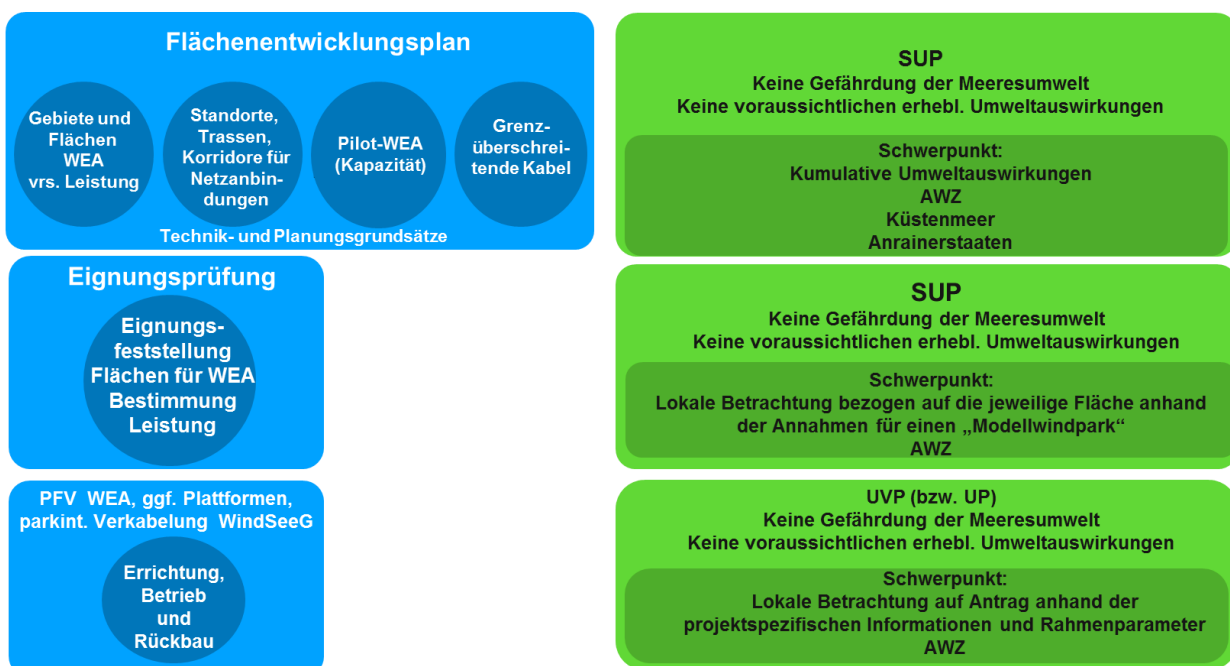 Flächenentwicklungsplan
Gebiete und
Flächen
WEA
vrs. Leistung
Standorte,
Trassen,
Korridore für
Netzanbin-
dungen
Pilot-WEA
(Kapazität)
Grenz-
überschrei-
tende Kabel
Technik- und Planungsgrundsätze
SUP
Keine Gefährdung der Meeresumwelt
Keine voraussichtlichen erhebl. Umweltauswirkungen
Schwerpunkt:
Kumulative Umweltauswirkungen
AWZ
Küstenmeer
Anrainerstaaten
Eignungsprüfung
Eignungs-
feststellung
Flächen für WEA
Bestimmung
Leistung
SUP
Keine Gefährdung der Meeresumwelt
Keine voraussichtlichen erhebl. Umweltauswirkungen
Schwerpunkt:
Lokale Betrachtung bezogen auf die jeweilige Fläche anhand
der Annahmen für einen „Modellwindpark“
AWZ
PFV WEA, ggf. Plattformen,
parkint. Verkabelung WindSeeG
Errichtung,
Betrieb
und
Rückbau
UVP (bzw. UP)
Keine Gefährdung der Meeresumwelt
Keine voraussichtlichen erhebl. Umweltauswirkungen
Schwerpunkt:
Lokale Betrachtung auf Antrag anhand der
projektspezifischen Informationen und Rahmenparameter
AWZ